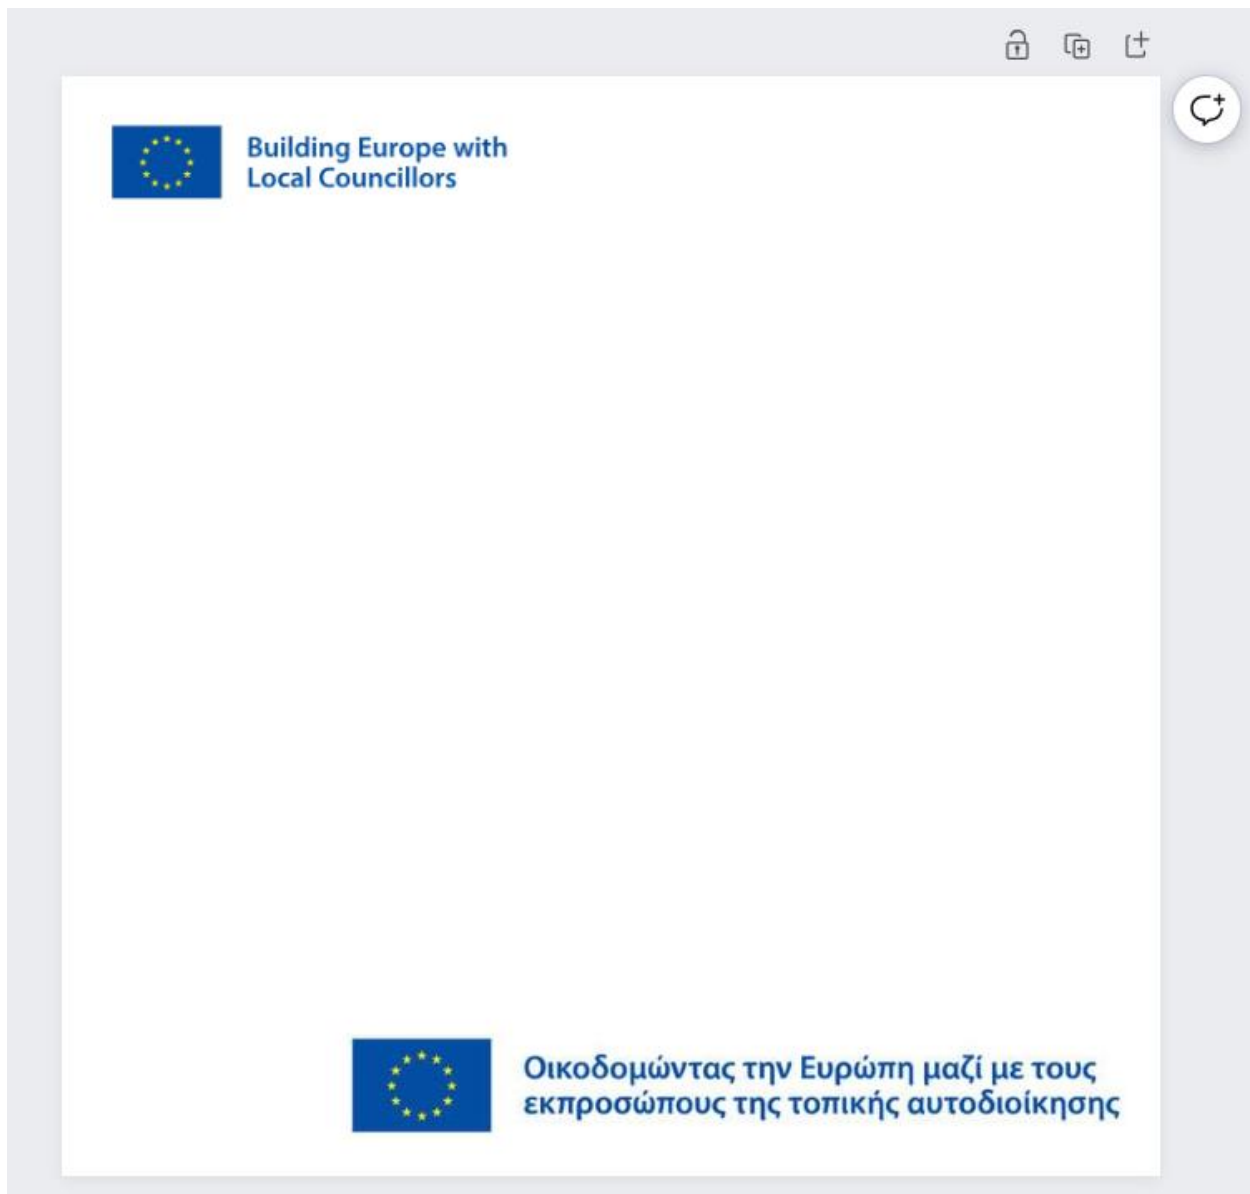 Building Europe with
Local Councillors
Οικοδομώντας την Ευρώπη μαζί με τους
εκπροσώπους της τοπικής αυτοδιοίκησης